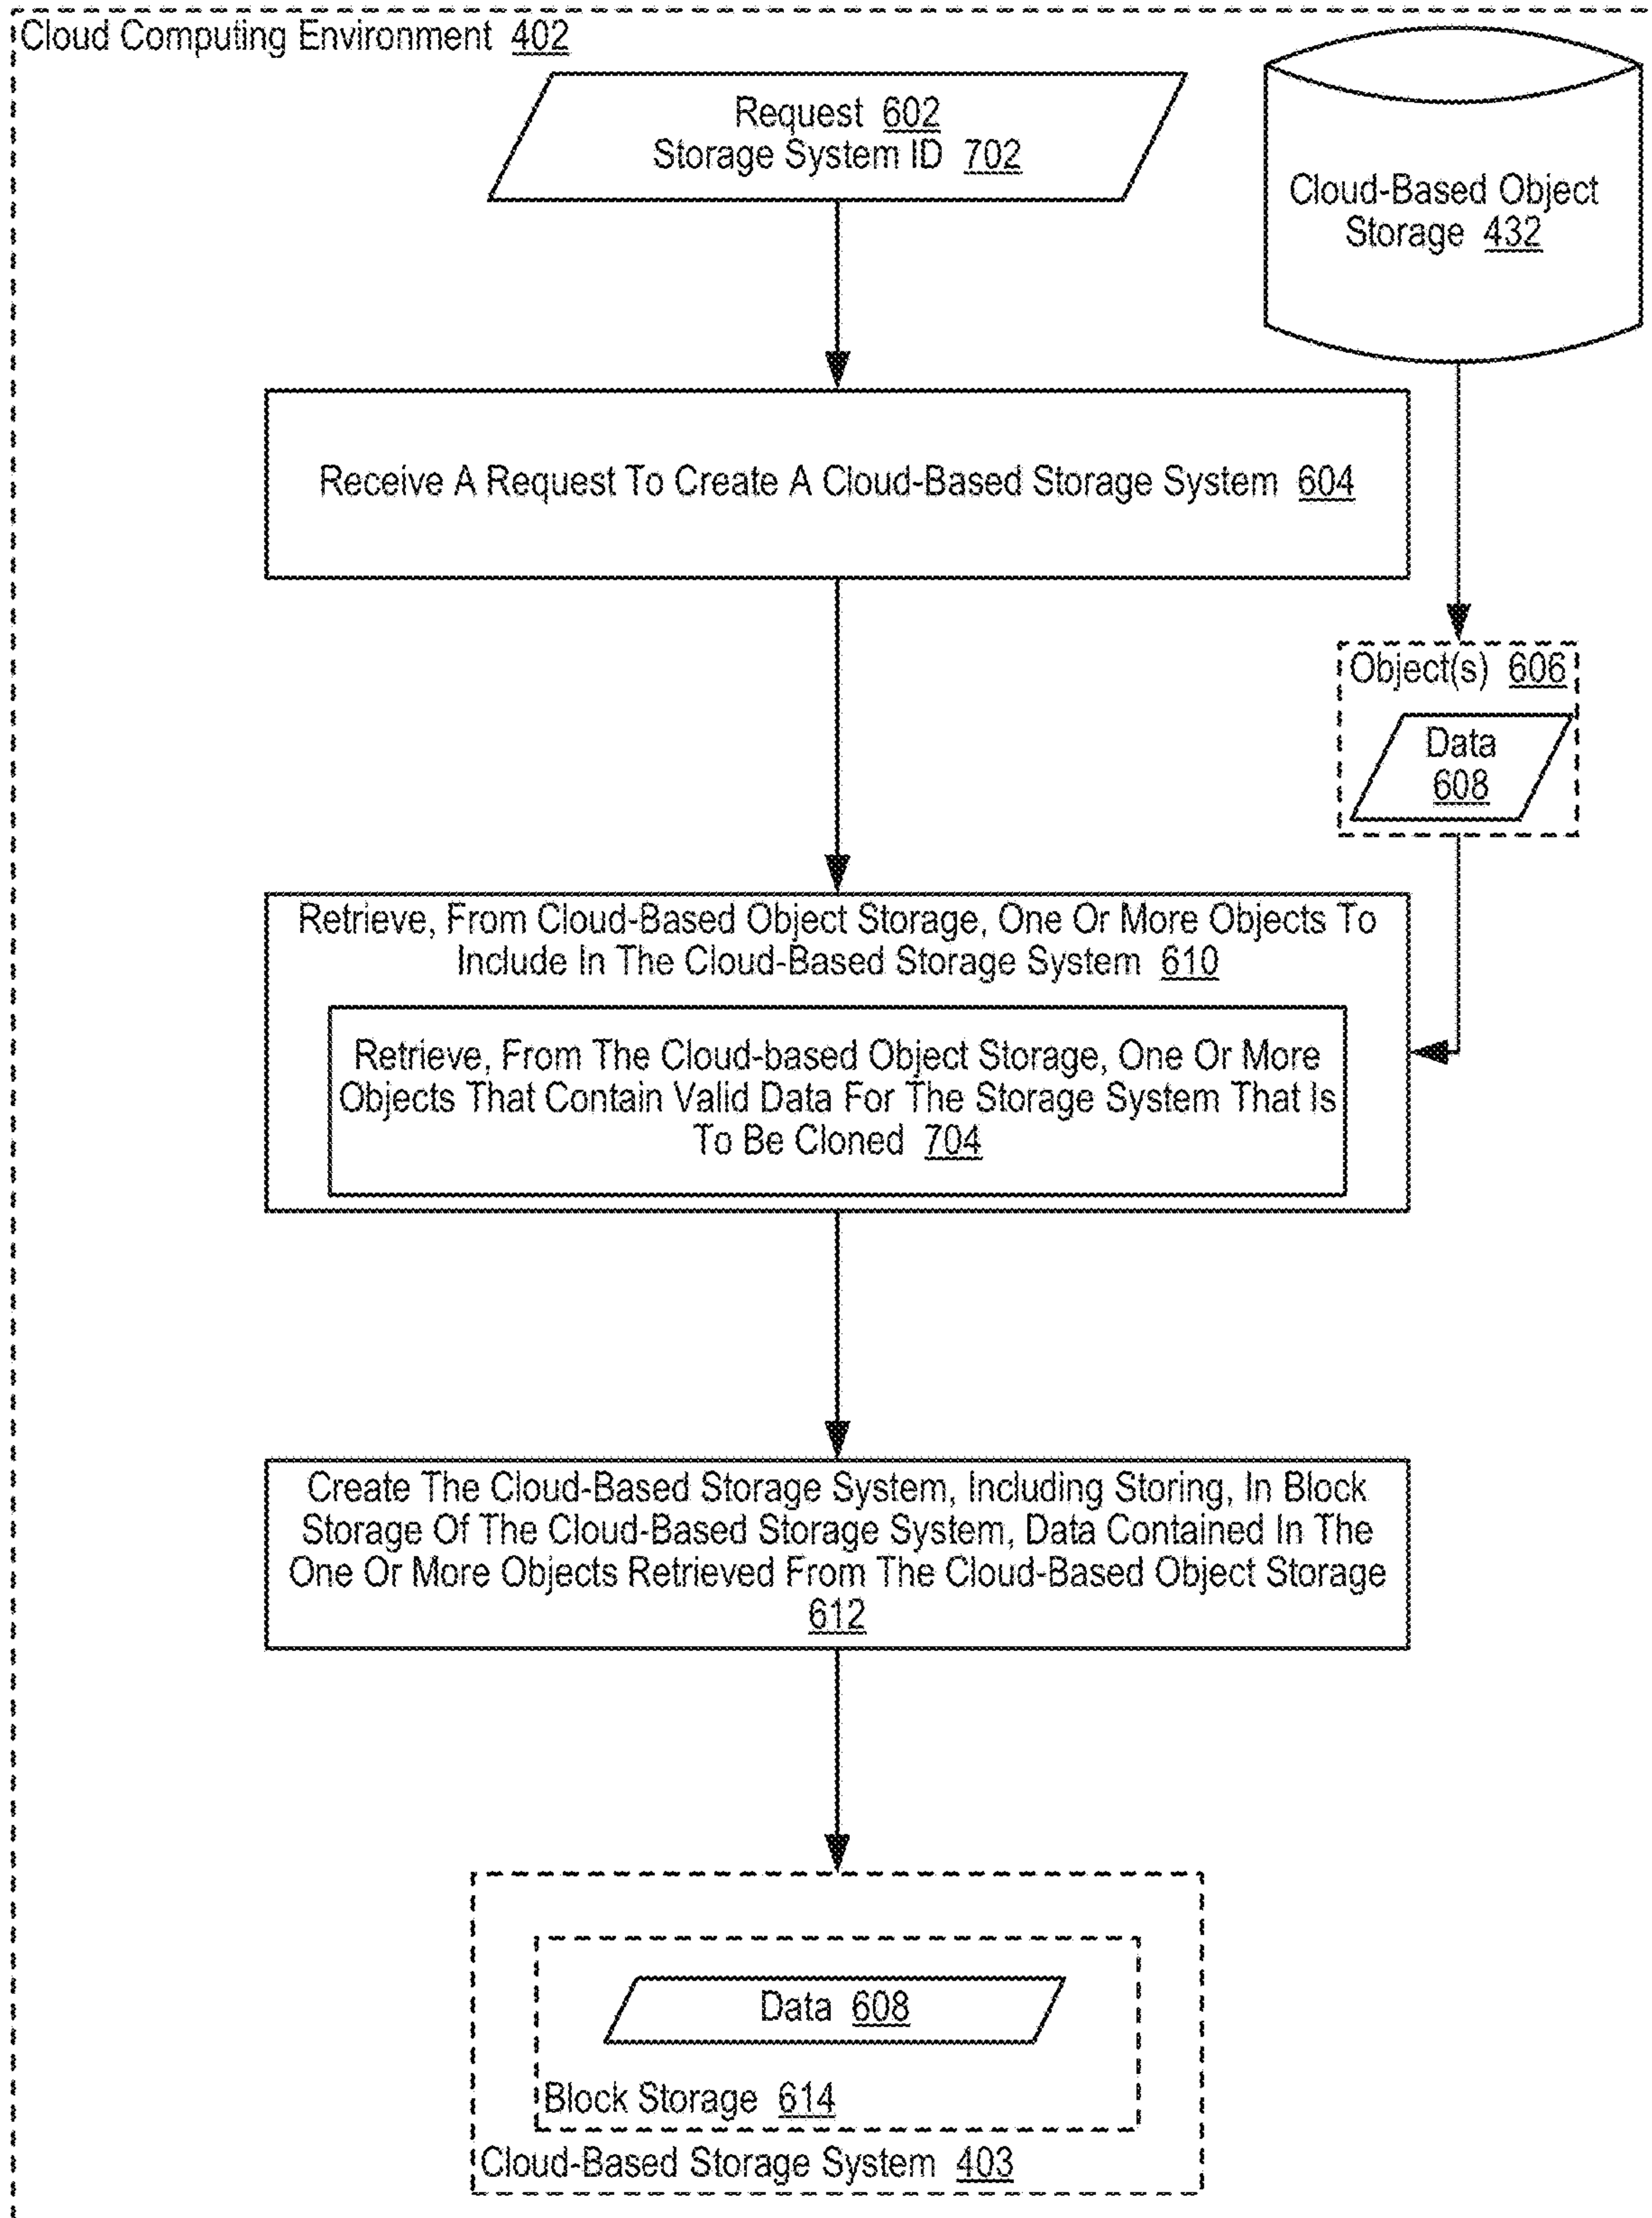 Cloud Computing Environment 402
Request 602
Storage System ID 702
Cloud-Based Object
Storage 432
Receive A Request To Create A Cloud-Based Storage System 604
Object(s) 606
Data
608
Retrieve, From Cloud-Based Object Storage, One Or More Objects To
Include In The Cloud-Based Storage System 610
Retrieve, From The Cloud-based Object Storage, One Or More
Objects That Contain Valid Data For The Storage System That Is
To Be Cloned 704
Create The Cloud-Based Storage System, Including Storing, In Block
Storage Of The Cloud-Based Storage System, Data Contained In The
One Or More Objects Retrieved From The Cloud-Based Object Storage
612
Data 608
Block Storage 614
Cloud-Based Storage System 403